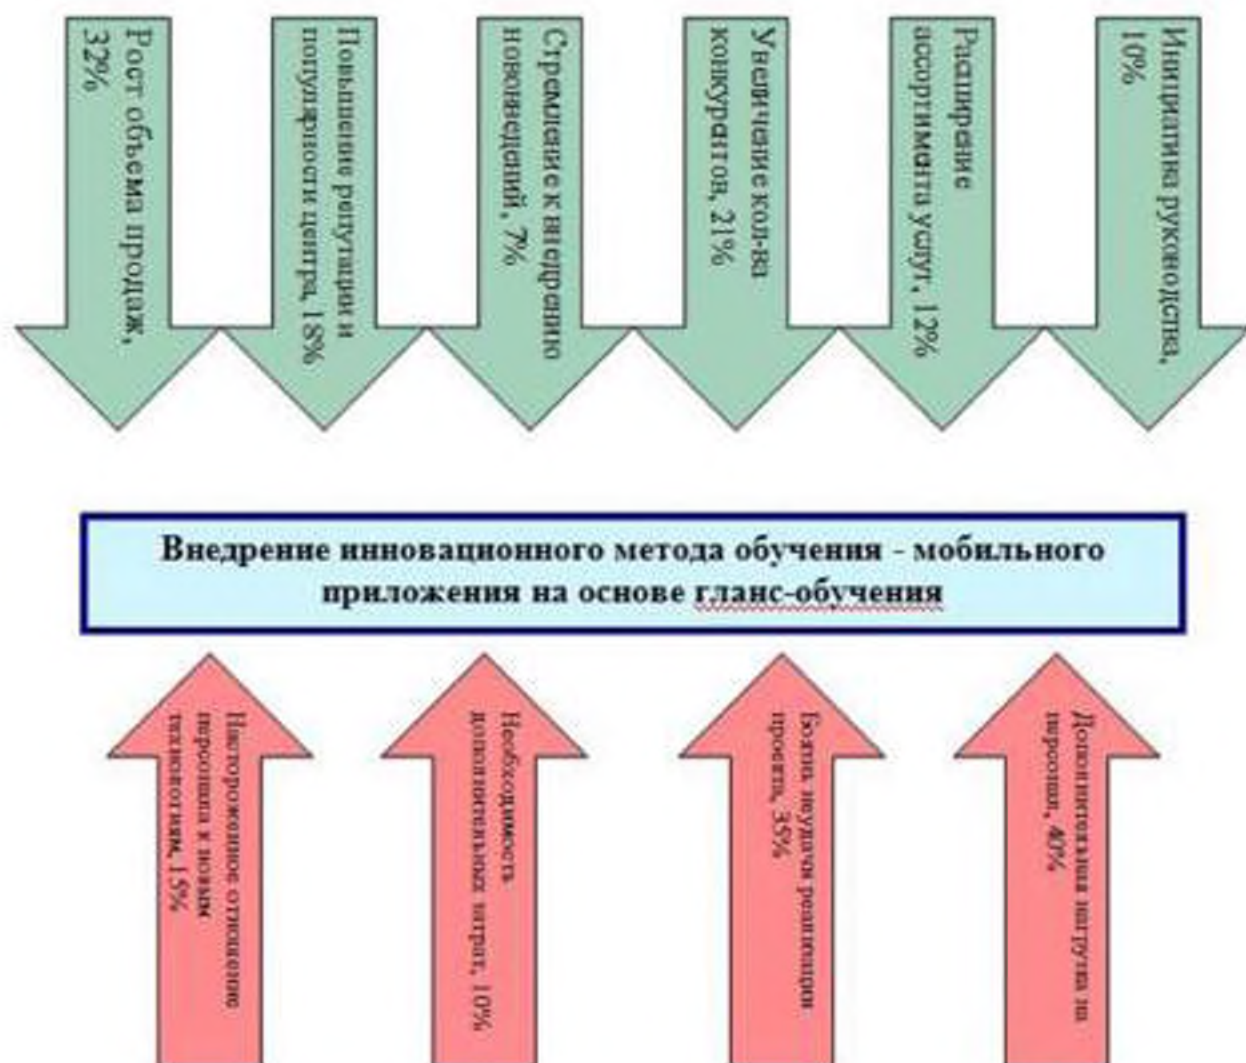 Рост объема продаж,
32%
Повышение репутации и
популярности центра, 18%
Стремление к внедрению
нововведений, 7%
Увеличение кол-ва
конкурентов, 21%
Расширение
ассортимента услуг, 12%
Инициатива руководства,
10%
Внедрение инновационного метода обучения - мобильного
приложения на основе гланс-обучения
Настороженное отношение
персонала к новым
технологиям, 15%
Необходимость
дополнительных затрат, 10%
Боязнь неудачи реализации
проекта, 35%
Дополнительная нагрузка на
персонал, 40%